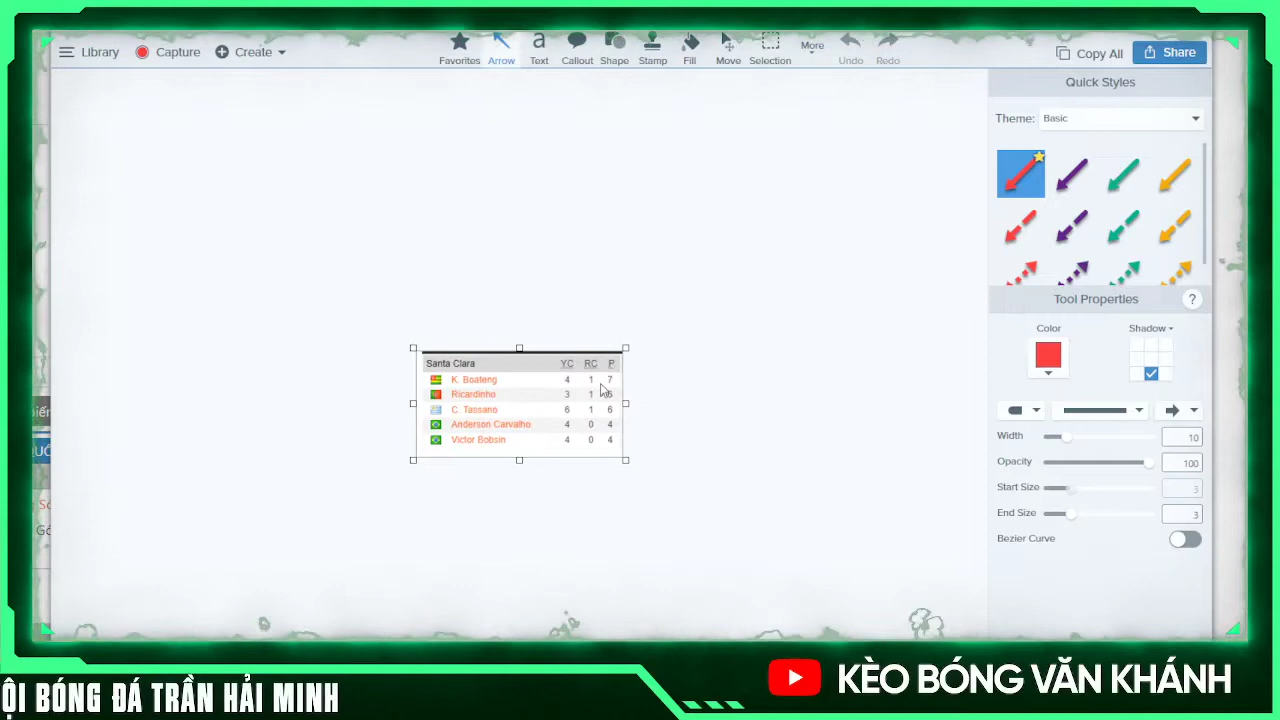 Library Capture Create
Favorites Arrow Text Callout Shape Stamp Fill Move Selection More Undo Redo
Copy All Share
Quick Styles
Theme: Basic
Tool Properties ?
Color Shadow
Width 10
Opacity 100
Start Size 3
End Size 3
Bezier Curve
Santa Clara YC RC P
K. Boateng 4 1 7
Ricardinho 3 1
C. Tassano 6 1 6
Anderson Carvalho 4 0 4
Victor Bobsin 4 0 4
ỘI BÓNG ĐÁ TRẦN HẢI MINH
KÈO BÓNG VĂN KHÁNH